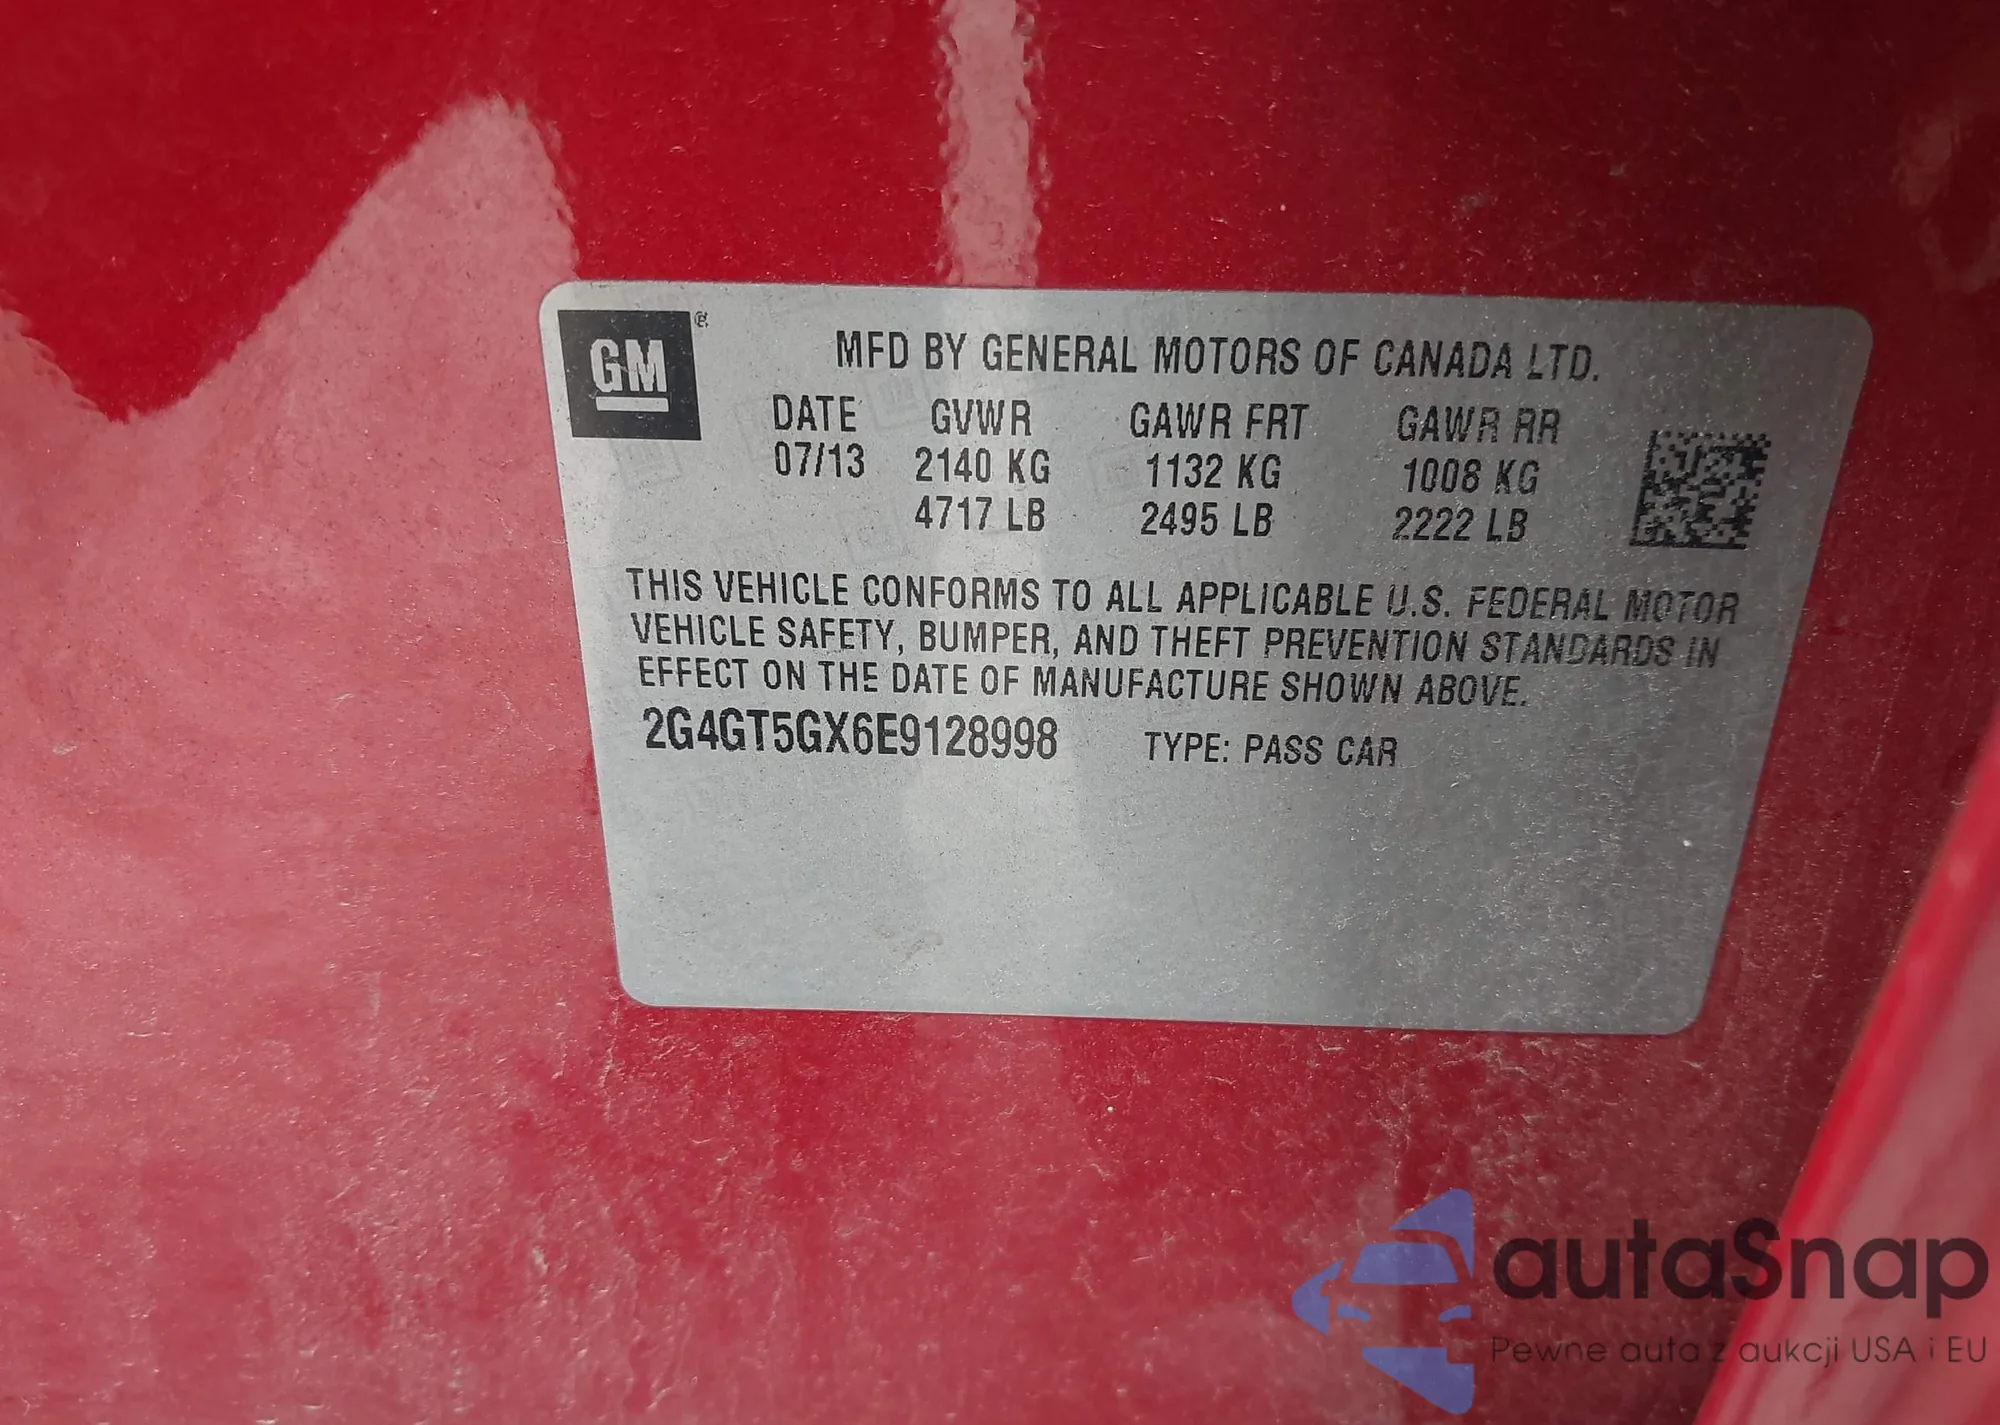 GM ®
MFD BY GENERAL MOTORS OF CANADA LTD.
DATE GVWR GAWR FRT GAWR RR
07/13 2140 KG 1132 KG 1008 KG
4717 LB 2495 LB 2222 LB
THIS VEHICLE CONFORMS TO ALL APPLICABLE U.S. FEDERAL MOTOR
VEHICLE SAFETY, BUMPER, AND THEFT PREVENTION STANDARDS IN
EFFECT ON THE DATE OF MANUFACTURE SHOWN ABOVE.
2G4GT5GX6E9128998 TYPE: PASS CAR
autaSnap
Pewne auta z aukcji USA i EU